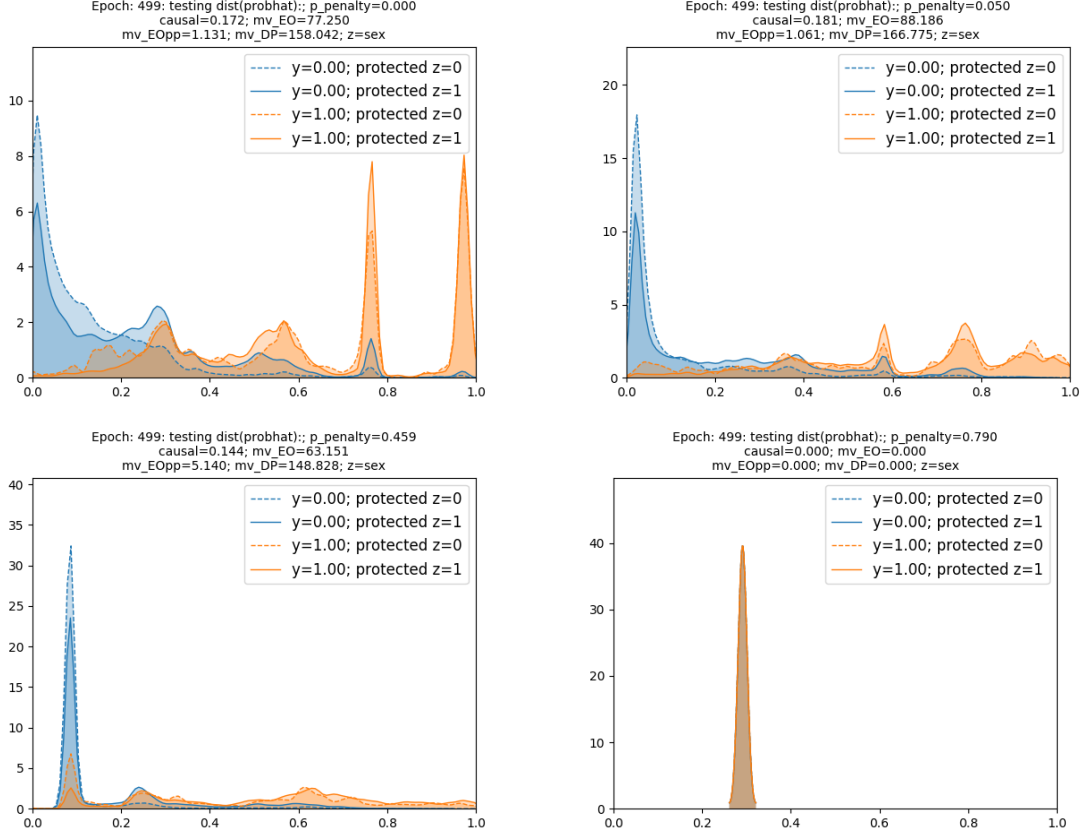 Epoch: 499: testing dist(probhat):; p_penalty=0.000
causal=0.172; mv_EO=77.250
mv_EOpp=1.131; mv_DP=158.042; z=sex
y=0.00; protected z=0
y=0.00; protected z=1
y=1.00; protected z=0
y=1.00; protected z=1
10
8
6
4
2
0
0.0 0.2 0.4 0.6 0.8 1.0
Epoch: 499: testing dist(probhat):; p_penalty=0.050
causal=0.181; mv_EO=88.186
mv_EOpp=1.061; mv_DP=166.775; z=sex
y=0.00; protected z=0
y=0.00; protected z=1
y=1.00; protected z=0
y=1.00; protected z=1
20
15
10
5
0
0.0 0.2 0.4 0.6 0.8 1.0
Epoch: 499: testing dist(probhat):; p_penalty=0.459
causal=0.144; mv_EO=63.151
mv_EOpp=5.140; mv_DP=148.828; z=sex
y=0.00; protected z=0
y=0.00; protected z=1
y=1.00; protected z=0
y=1.00; protected z=1
40
35
30
25
20
15
10
5
0
0.0 0.2 0.4 0.6 0.8 1.0
Epoch: 499: testing dist(probhat):; p_penalty=0.790
causal=0.000; mv_EO=0.000
mv_EOpp=0.000; mv_DP=0.000; z=sex
y=0.00; protected z=0
y=0.00; protected z=1
y=1.00; protected z=0
y=1.00; protected z=1
40
30
20
10
0
0.0 0.2 0.4 0.6 0.8 1.0